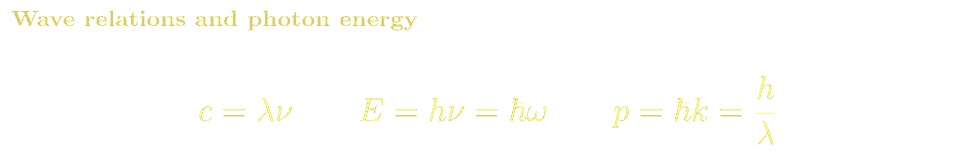 Wave relations and photon energy
c = λν    E = hν = ħω    p = ħk = h/λ